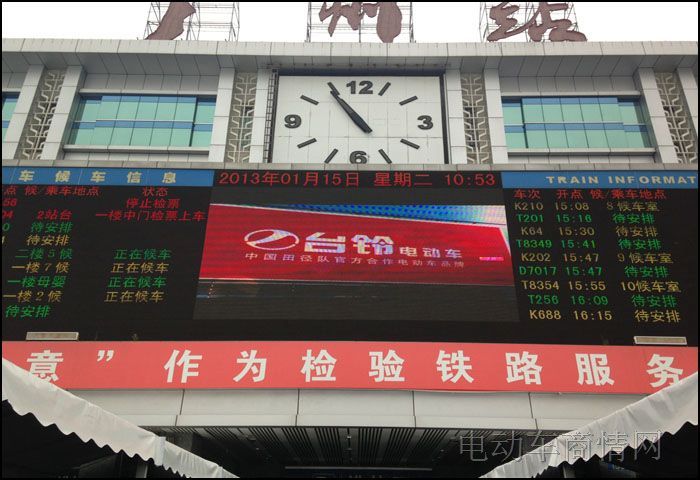 广州站
12
9
3
6
车候车信息
TRAIN INFORMAT
2013年01月15日 星期二 10:53
点 候/乘车地点 状态
停止检票
04 2站台 一楼中门检票上车
0 待安排
待安排
二楼5候 正在候车
一楼7候 正在候车
一楼母婴 正在候车
一楼2候 正在候车
待安排
台铃电动车
中国田径队官方合作电动车品牌
车次 开点 候/乘车地点
K210 15:08 8候车室
T201 15:16 待安排
K64 15:30 待安排
T8349 15:41 待安排
K202 15:47 9候车室
D7017 15:47 待安排
T8354 15:55 10候车室
T256 16:09 待安排
K688 16:15 待安排
意”作为检验铁路服务
电动车商情网